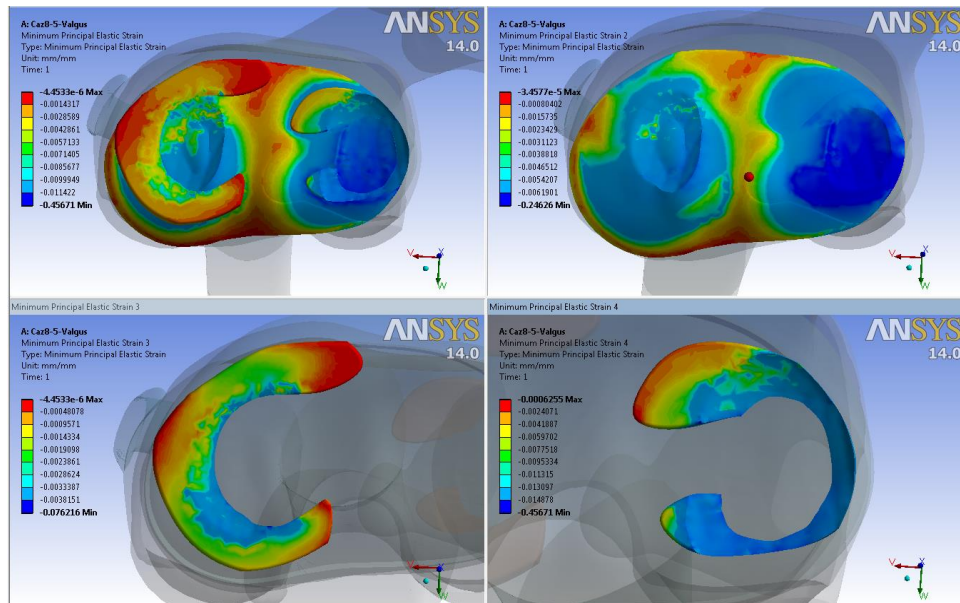 A: Caz8-5-Valgus
Minimum Principal Elastic Strain
Type: Minimum Principal Elastic Strain
Unit: mm/mm
Time: 1
-4.4533e-6 Max
-0.0014317
-0.0028589
-0.0042861
-0.0057133
-0.0071405
-0.0085677
-0.0099949
-0.011422
-0.45671 Min
ANSYS
14.0
V
X
W
A: Caz8-5-Valgus
Minimum Principal Elastic Strain 2
Type: Minimum Principal Elastic Strain
Unit: mm/mm
Time: 1
-3.4577e-5 Max
-0.00080402
-0.0015735
-0.0023429
-0.0031123
-0.0038818
-0.0046512
-0.0054207
-0.0061901
-0.24626 Min
ANSYS
14.0
V
X
W
Minimum Principal Elastic Strain 3
A: Caz8-5-Valgus
Minimum Principal Elastic Strain 3
Type: Minimum Principal Elastic Strain
Unit: mm/mm
Time: 1
-4.4533e-6 Max
-0.00048078
-0.0009571
-0.0014334
-0.0019098
-0.0023861
-0.0028624
-0.0033387
-0.0038151
-0.076216 Min
ANSYS
14.0
V
X
W
Minimum Principal Elastic Strain 4
A: Caz8-5-Valgus
Minimum Principal Elastic Strain 4
Type: Minimum Principal Elastic Strain
Unit: mm/mm
Time: 1
-0.0006255 Max
-0.0024071
-0.0041887
-0.0059702
-0.0077518
-0.0095334
-0.011315
-0.013097
-0.014878
-0.45671 Min
ANSYS
14.0
V
X
W